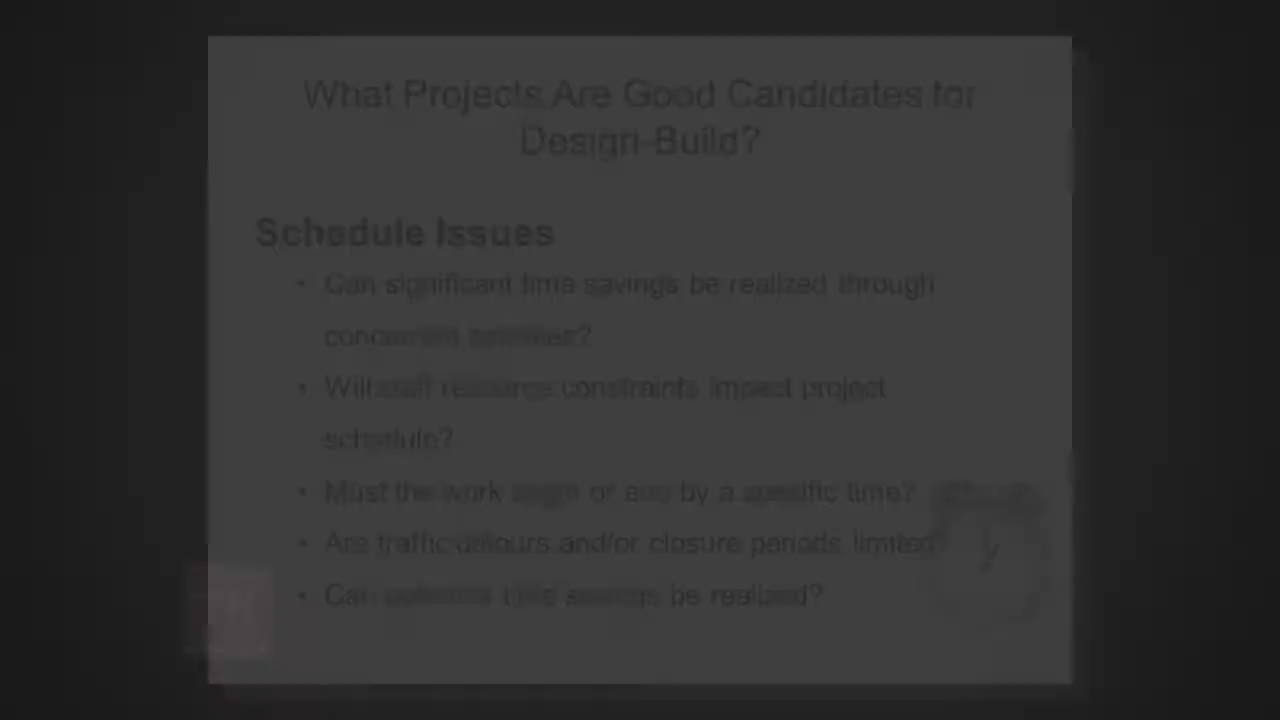 What Projects Are Good Candidates for
Design-Build?
Schedule Issues
• Can significant time savings be realized through
concurrent activities?
• Will staff resource constraints impact project
schedule?
• Must the work begin or end by a specific time?
• Are traffic detours and/or closure periods limited?
• Can potential time savings be realized?